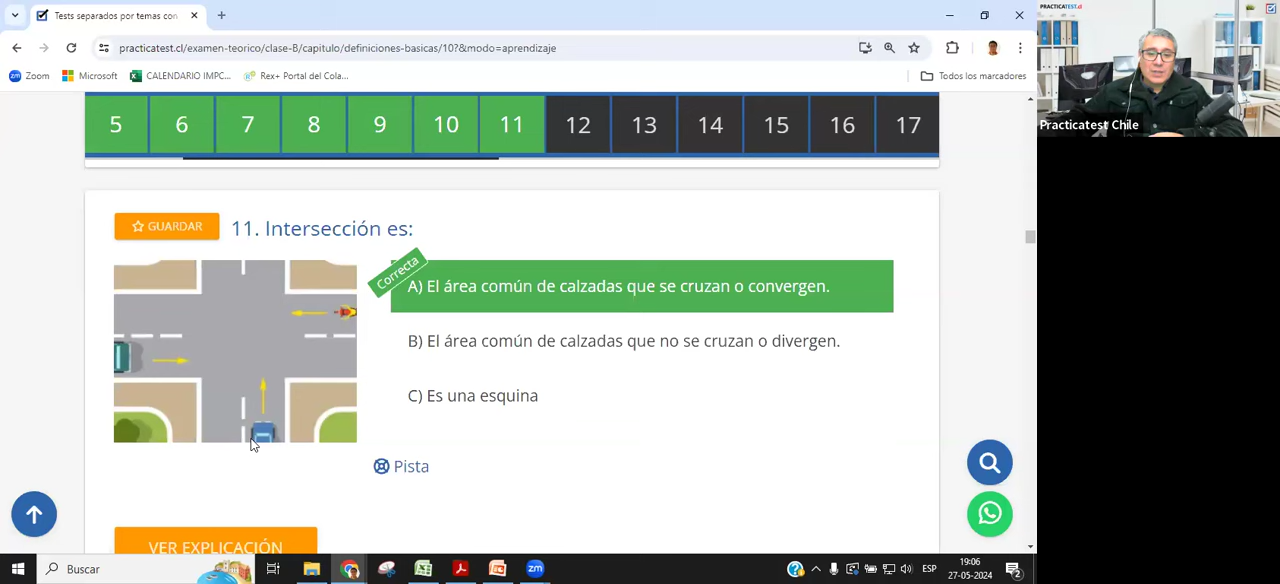 Tests separados por temas con
practicatest.cl/examen-teorico/clase-B/capitulo/definiciones-basicas/10?&modo=aprendizaje
Zoom
Microsoft
CALENDARIO IMPC...
Rex+ Portal del Cola...
Todos los marcadores
PRACTICATEST.cl
Practicatest Chile
5 6 7 8 9 10 11 12 13 14 15 16 17
GUARDAR
11. Intersección es:
Correcta
A) El área común de calzadas que se cruzan o convergen.
B) El área común de calzadas que no se cruzan o divergen.
C) Es una esquina
Pista
VER EXPLICACIÓN
Buscar
zm
ESP
19:06
27-05-2024
2